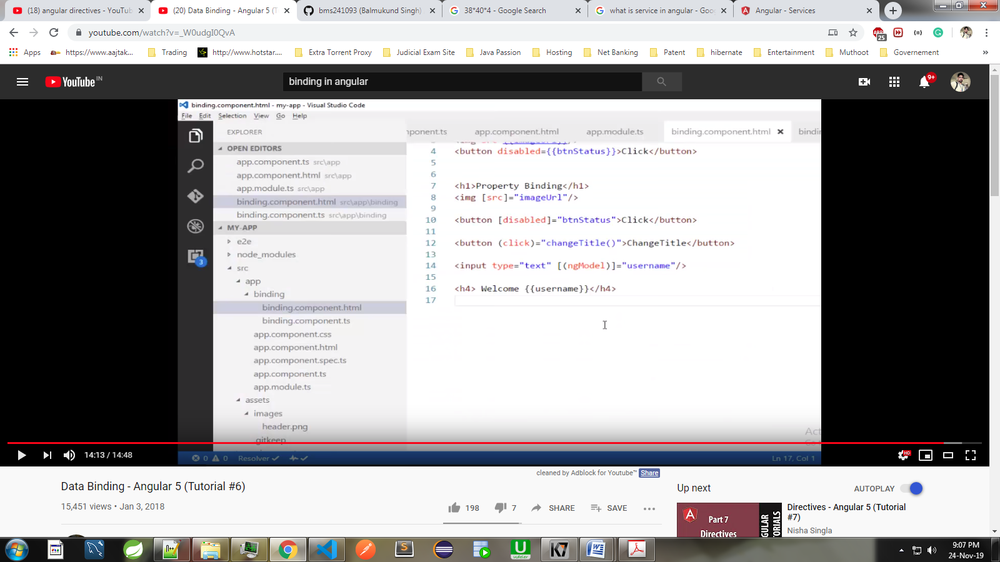 (18) angular directives - YouTub
(20) Data Binding - Angular 5 (T
bms241093 (Balmukund Singh)
38*40*4 - Google Search
what is service in angular - Goo
Angular - Services
youtube.com/watch?v=_W0udgI0QvA
25
Apps
https://www.aajtak...
Trading
http://www.hotstar....
Extra Torrent Proxy
Judicial Exam Site
Java Passion
Hosting
Net Banking
Patent
hibernate
Entertainment
Muthoot
Governement
»
YouTube IN
binding in angular
9+
binding.component.html - my-app - Visual Studio Code
File Edit Selection View Go Help
EXPLORER
OPEN EDITORS
app.component.ts src\app
app.component.html src\app
app.module.ts src\app
binding.component.html src\app\binding
binding.component.ts src\app\binding
MY-APP
e2e
node_modules
src
app
binding
binding.component.html
binding.component.ts
app.component.css
app.component.html
app.component.spec.ts
app.component.ts
app.module.ts
assets
images
header.png
.gitkeep
3
ponent.ts
app.component.html
app.module.ts
binding.component.html
bindin
4 <button disabled={{btnStatus}}>Click</button>
5
6
7 <h1>Property Binding</h1>
8 <img [src]="imageUrl"/>
9
10 <button [disabled]="btnStatus">Click</button>
11
12 <button (click)="changeTitle()">ChangeTitle</button>
13
14 <input type="text" [(ngModel)]="username"/>
15
16 <h4> Welcome {{username}}</h4>
17
Act
0 0 Resolver
Ln 17, Col 1
14:13 / 14:48
HD
cleaned by Adblock for Youtube™ Share
Data Binding - Angular 5 (Tutorial #6)
15,451 views • Jan 3, 2018
198
7
SHARE
SAVE
Up next
AUTOPLAY
Part 7
Directives
Directives - Angular 5 (Tutorial
#7)
Nisha Singla
9:07 PM
24-Nov-19